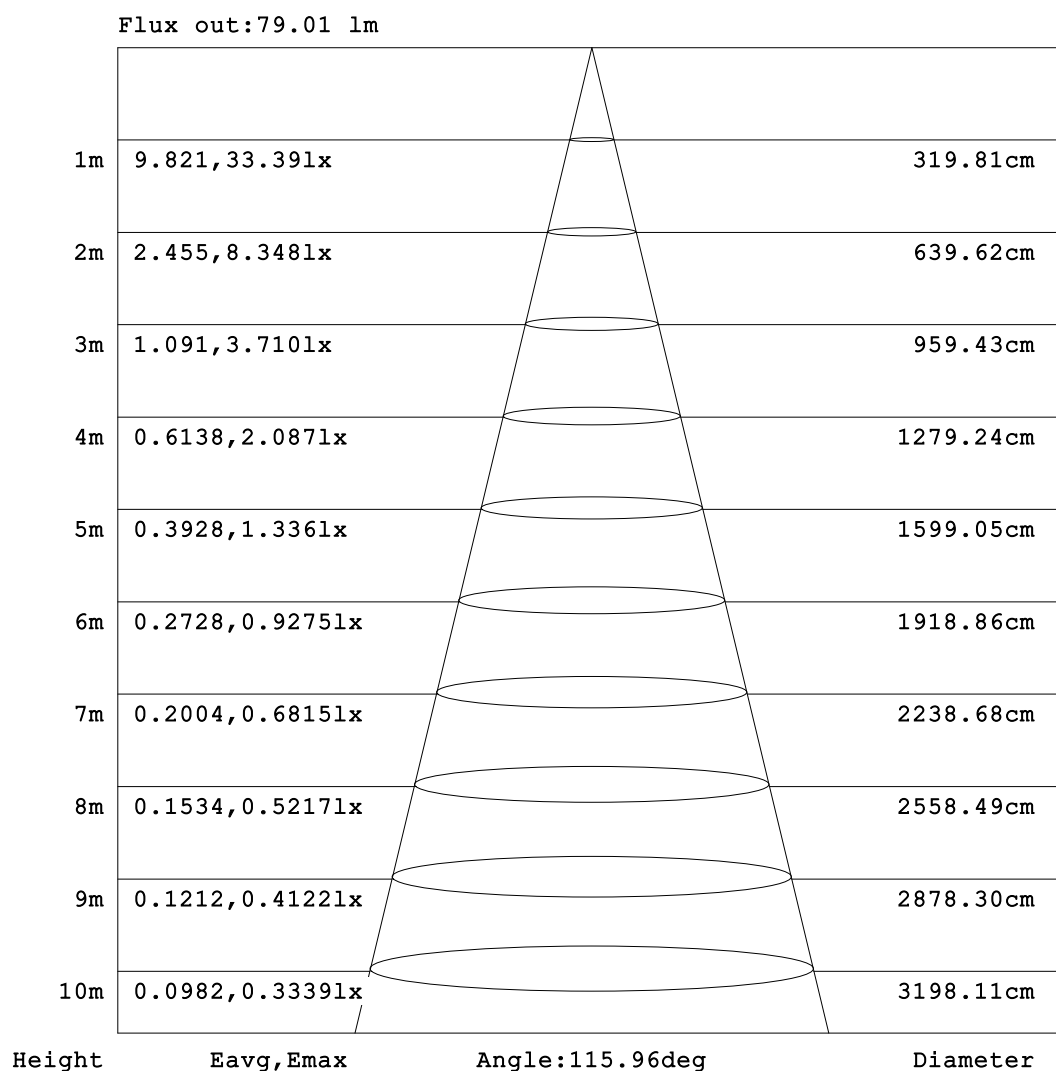 Flux out:79.01 lm
1m 9.821,33.39lx 319.81cm
2m 2.455,8.348lx 639.62cm
3m 1.091,3.710lx 959.43cm
4m 0.6138,2.087lx 1279.24cm
5m 0.3928,1.336lx 1599.05cm
6m 0.2728,0.9275lx 1918.86cm
7m 0.2004,0.6815lx 2238.68cm
8m 0.1534,0.5217lx 2558.49cm
9m 0.1212,0.4122lx 2878.30cm
10m 0.0982,0.3339lx 3198.11cm
Height Eavg,Emax Angle:115.96deg Diameter